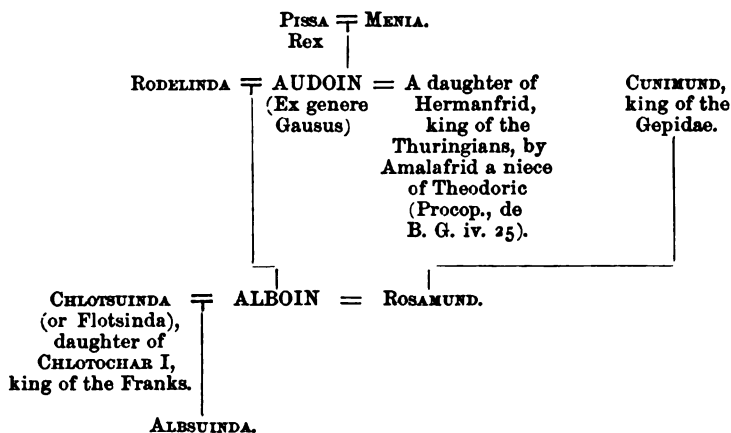 PISSA = MENIA.
Rex
RODELINDA = AUDOIN = A daughter of
(Ex genere
Gausus)
Hermanfrid,
king of the
Thuringians, by
Amalafrid a niece
of Theodoric
(Procop., de
B. G. iv. 25).
CUNIMUND,
king of the
Gepidae.
CHLOTSUINDA = ALBOIN = ROSAMUND.
(or Flotsinda),
daughter of
CHLOTOCHAR I,
king of the Franks.
ALBSUINDA.